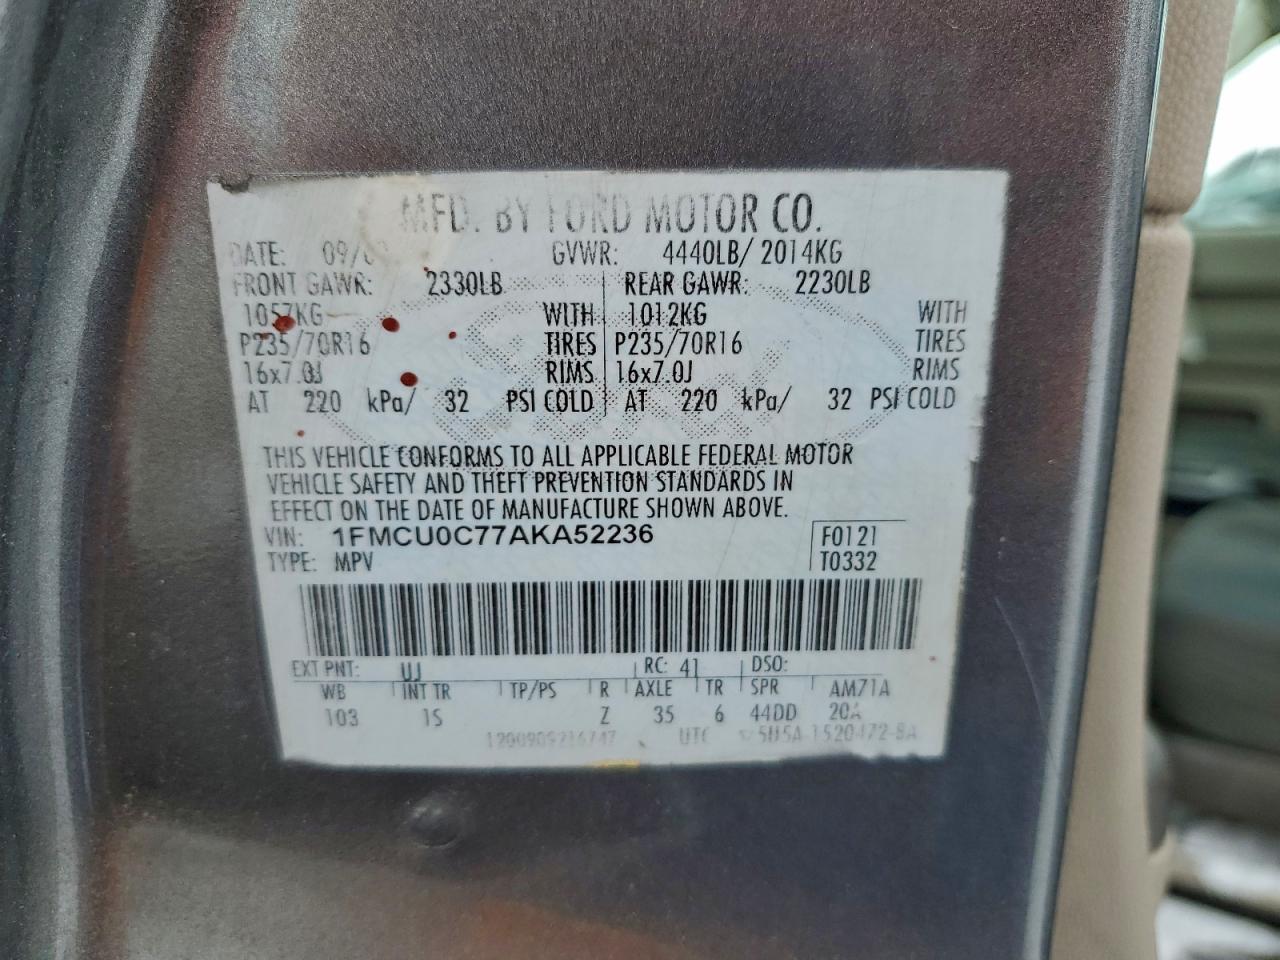 MFD. BY FORD MOTOR CO.
DATE: 09/ GVWR: 4440LB/ 2014KG
FRONT GAWR: 2330LB REAR GAWR: 2230LB
1057KG WITH 1012KG WITH
P235/70R16 TIRES P235/70R16 TIRES
16x7.0J RIMS 16x7.0J RIMS
AT 220 kPa/ 32 PSI COLD AT 220 kPa/ 32 PSI COLD
THIS VEHICLE CONFORMS TO ALL APPLICABLE FEDERAL MOTOR
VEHICLE SAFETY AND THEFT PREVENTION STANDARDS IN
EFFECT ON THE DATE OF MANUFACTURE SHOWN ABOVE.
VIN: 1FMCU0C77AKA52236 F0121
TYPE: MPV T0332
EXT PNT: UJ RC: 41 DSO:
WB INT TR TP/PS R AXLE TR SPR AM71A
103 1S Z 35 6 44DD 20A
UTC